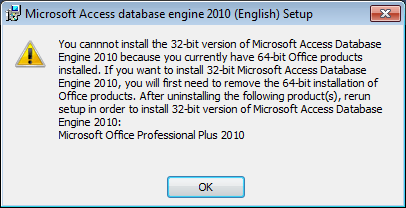 Microsoft Access database engine 2010 (English) Setup
You cannnot install the 32-bit version of Microsoft Access Database
Engine 2010 because you currently have 64-bit Office products
installed. If you want to install 32-bit Microsoft Access Database
Engine 2010, you will first need to remove the 64-bit installation of
Office products. After uninstalling the following product(s), rerun
setup in order to install 32-bit version of Microsoft Access Database
Engine 2010:
Microsoft Office Professional Plus 2010
OK